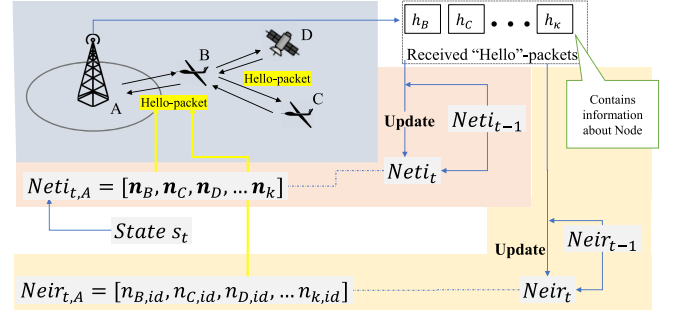 h_B h_C • • • h_κ
Received “Hello”-packets
D
B
Hello-packet
A
Hello-packet
C
Contains
information
about Node
Update
Neti_{t−1}
Neti_{t,A} = [n_B, n_C, n_D, … n_k]
Neti_t
State s_t
Update
Neir_{t−1}
Neir_{t,A} = [n_{B,id}, n_{C,id}, n_{D,id}, … n_{k,id}]
Neir_t